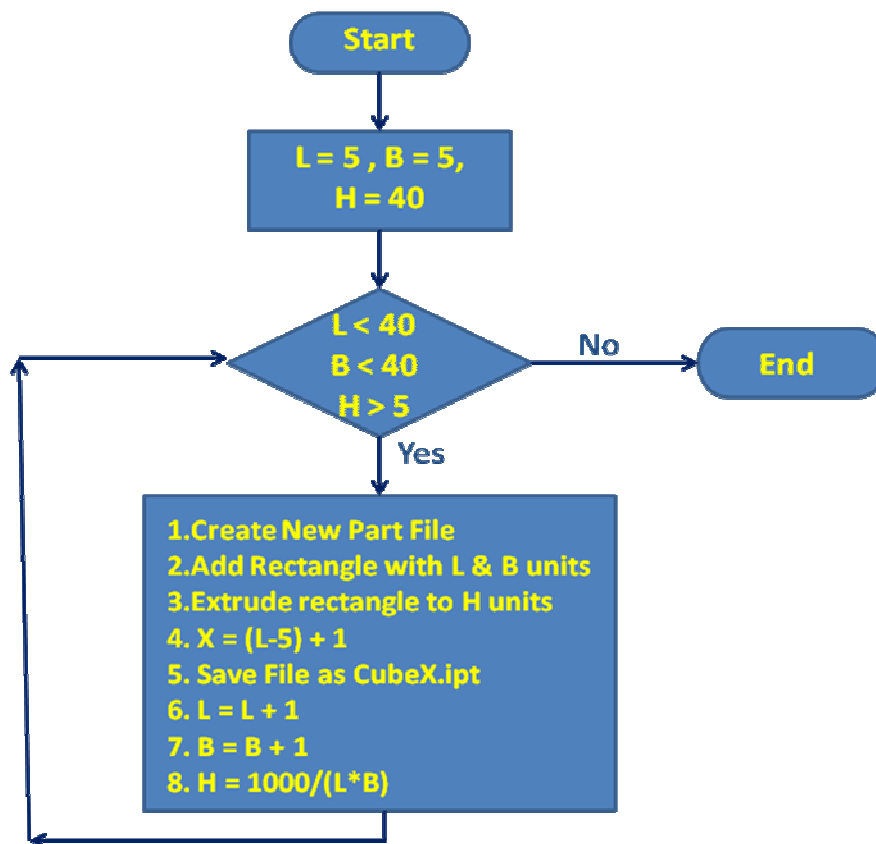 Start
L = 5 , B = 5,
H = 40
L < 40
B < 40
H > 5
No
End
Yes
1.Create New Part File
2.Add Rectangle with L & B units
3.Extrude rectangle to H units
4. X = (L-5) + 1
5. Save File as CubeX.ipt
6. L = L + 1
7. B = B + 1
8. H = 1000/(L*B)